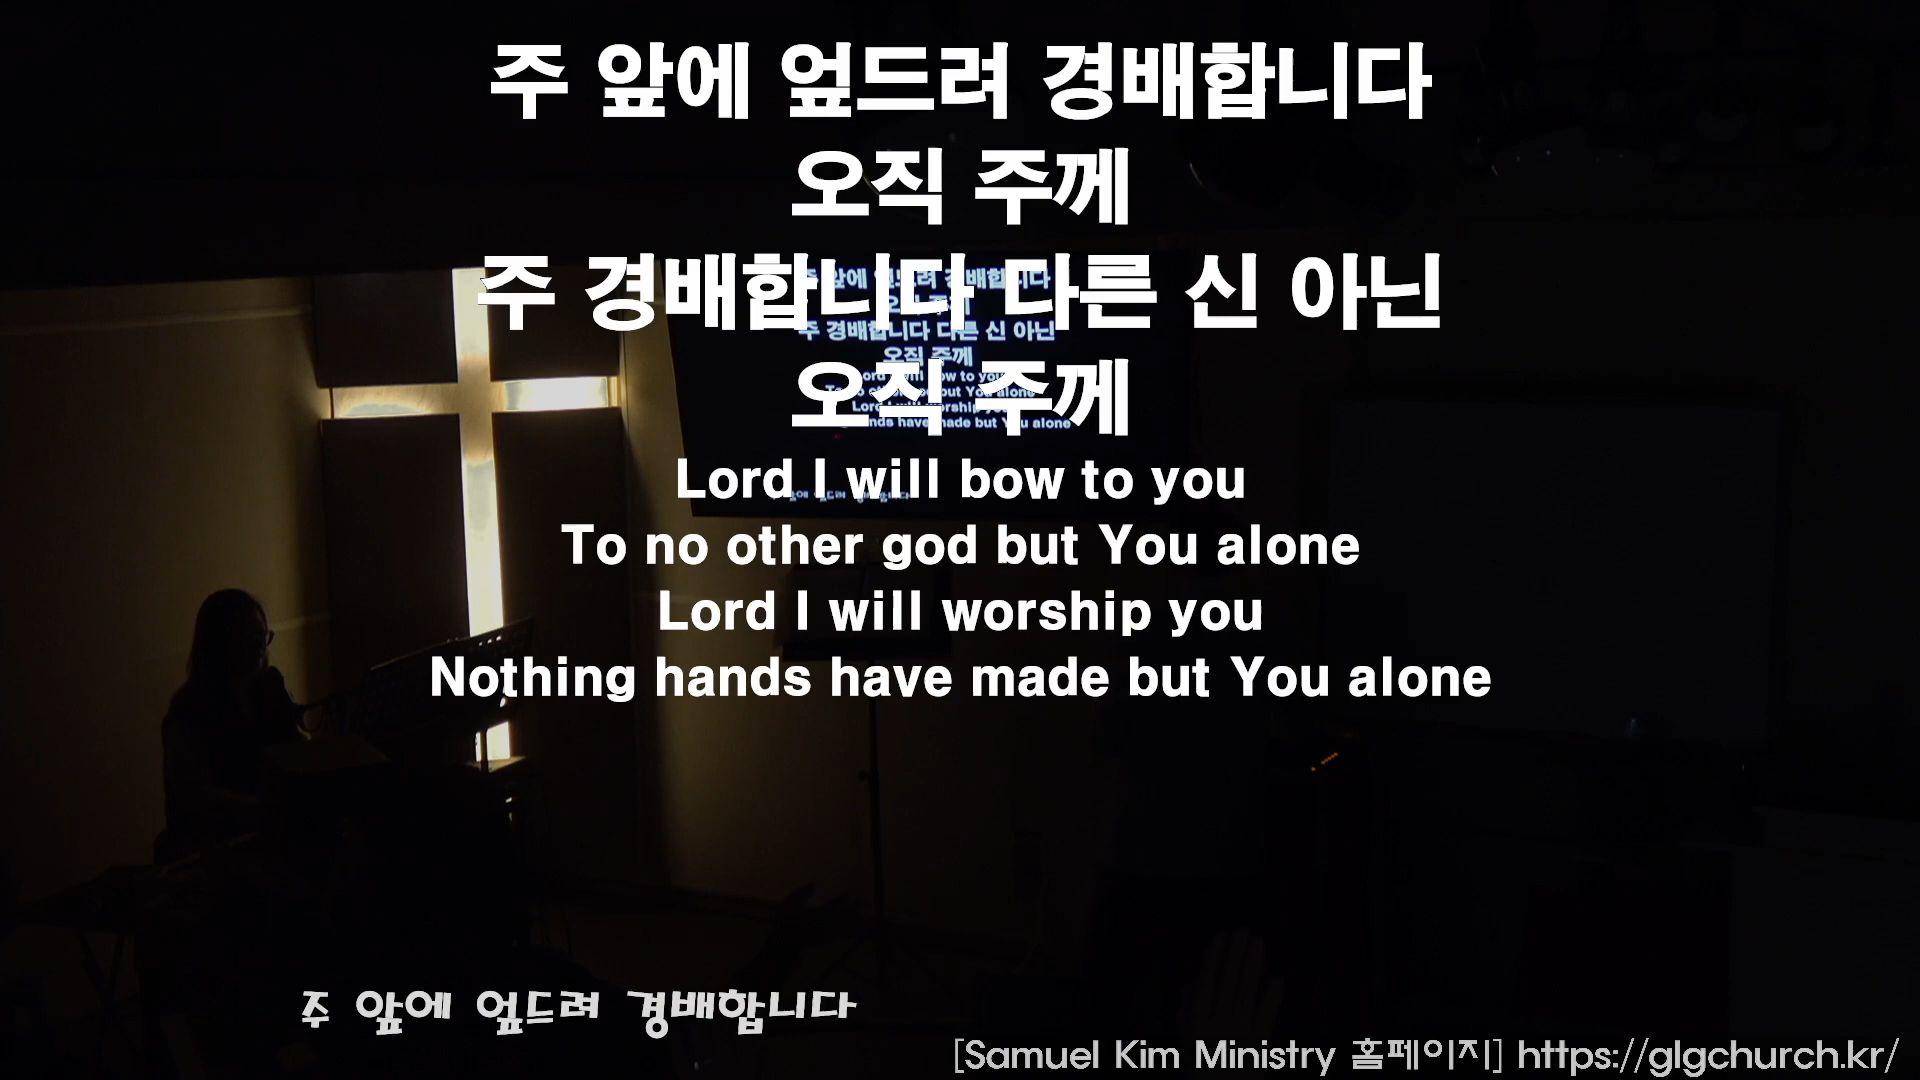 주 앞에 엎드려 경배합니다
오직 주께
주 경배합니다 다른 신 아닌
오직 주께
Lord I will bow to you
To no other god but You alone
Lord I will worship you
Nothing hands have made but You alone
주 앞에 엎드려 경배합니다
[Samuel Kim Ministry 홈페이지] https://glgchurch.kr/